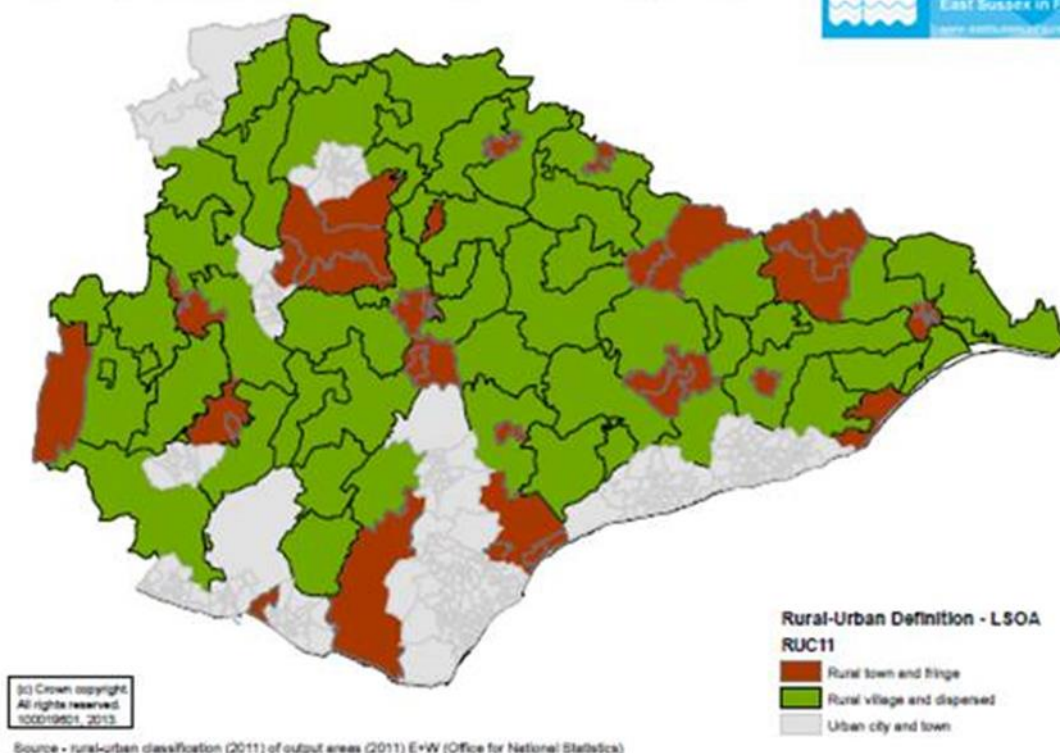 East Sussex in F
Rural-Urban Definition - LSOA
RUC11
Rural town and fringe
Rural village and dispersed
Urban city and town
(c) Crown copyright.
All rights reserved.
100019601, 2013.
Source - rural-urban classification (2011) of output areas (2011) E+W (Office for National Statistics)